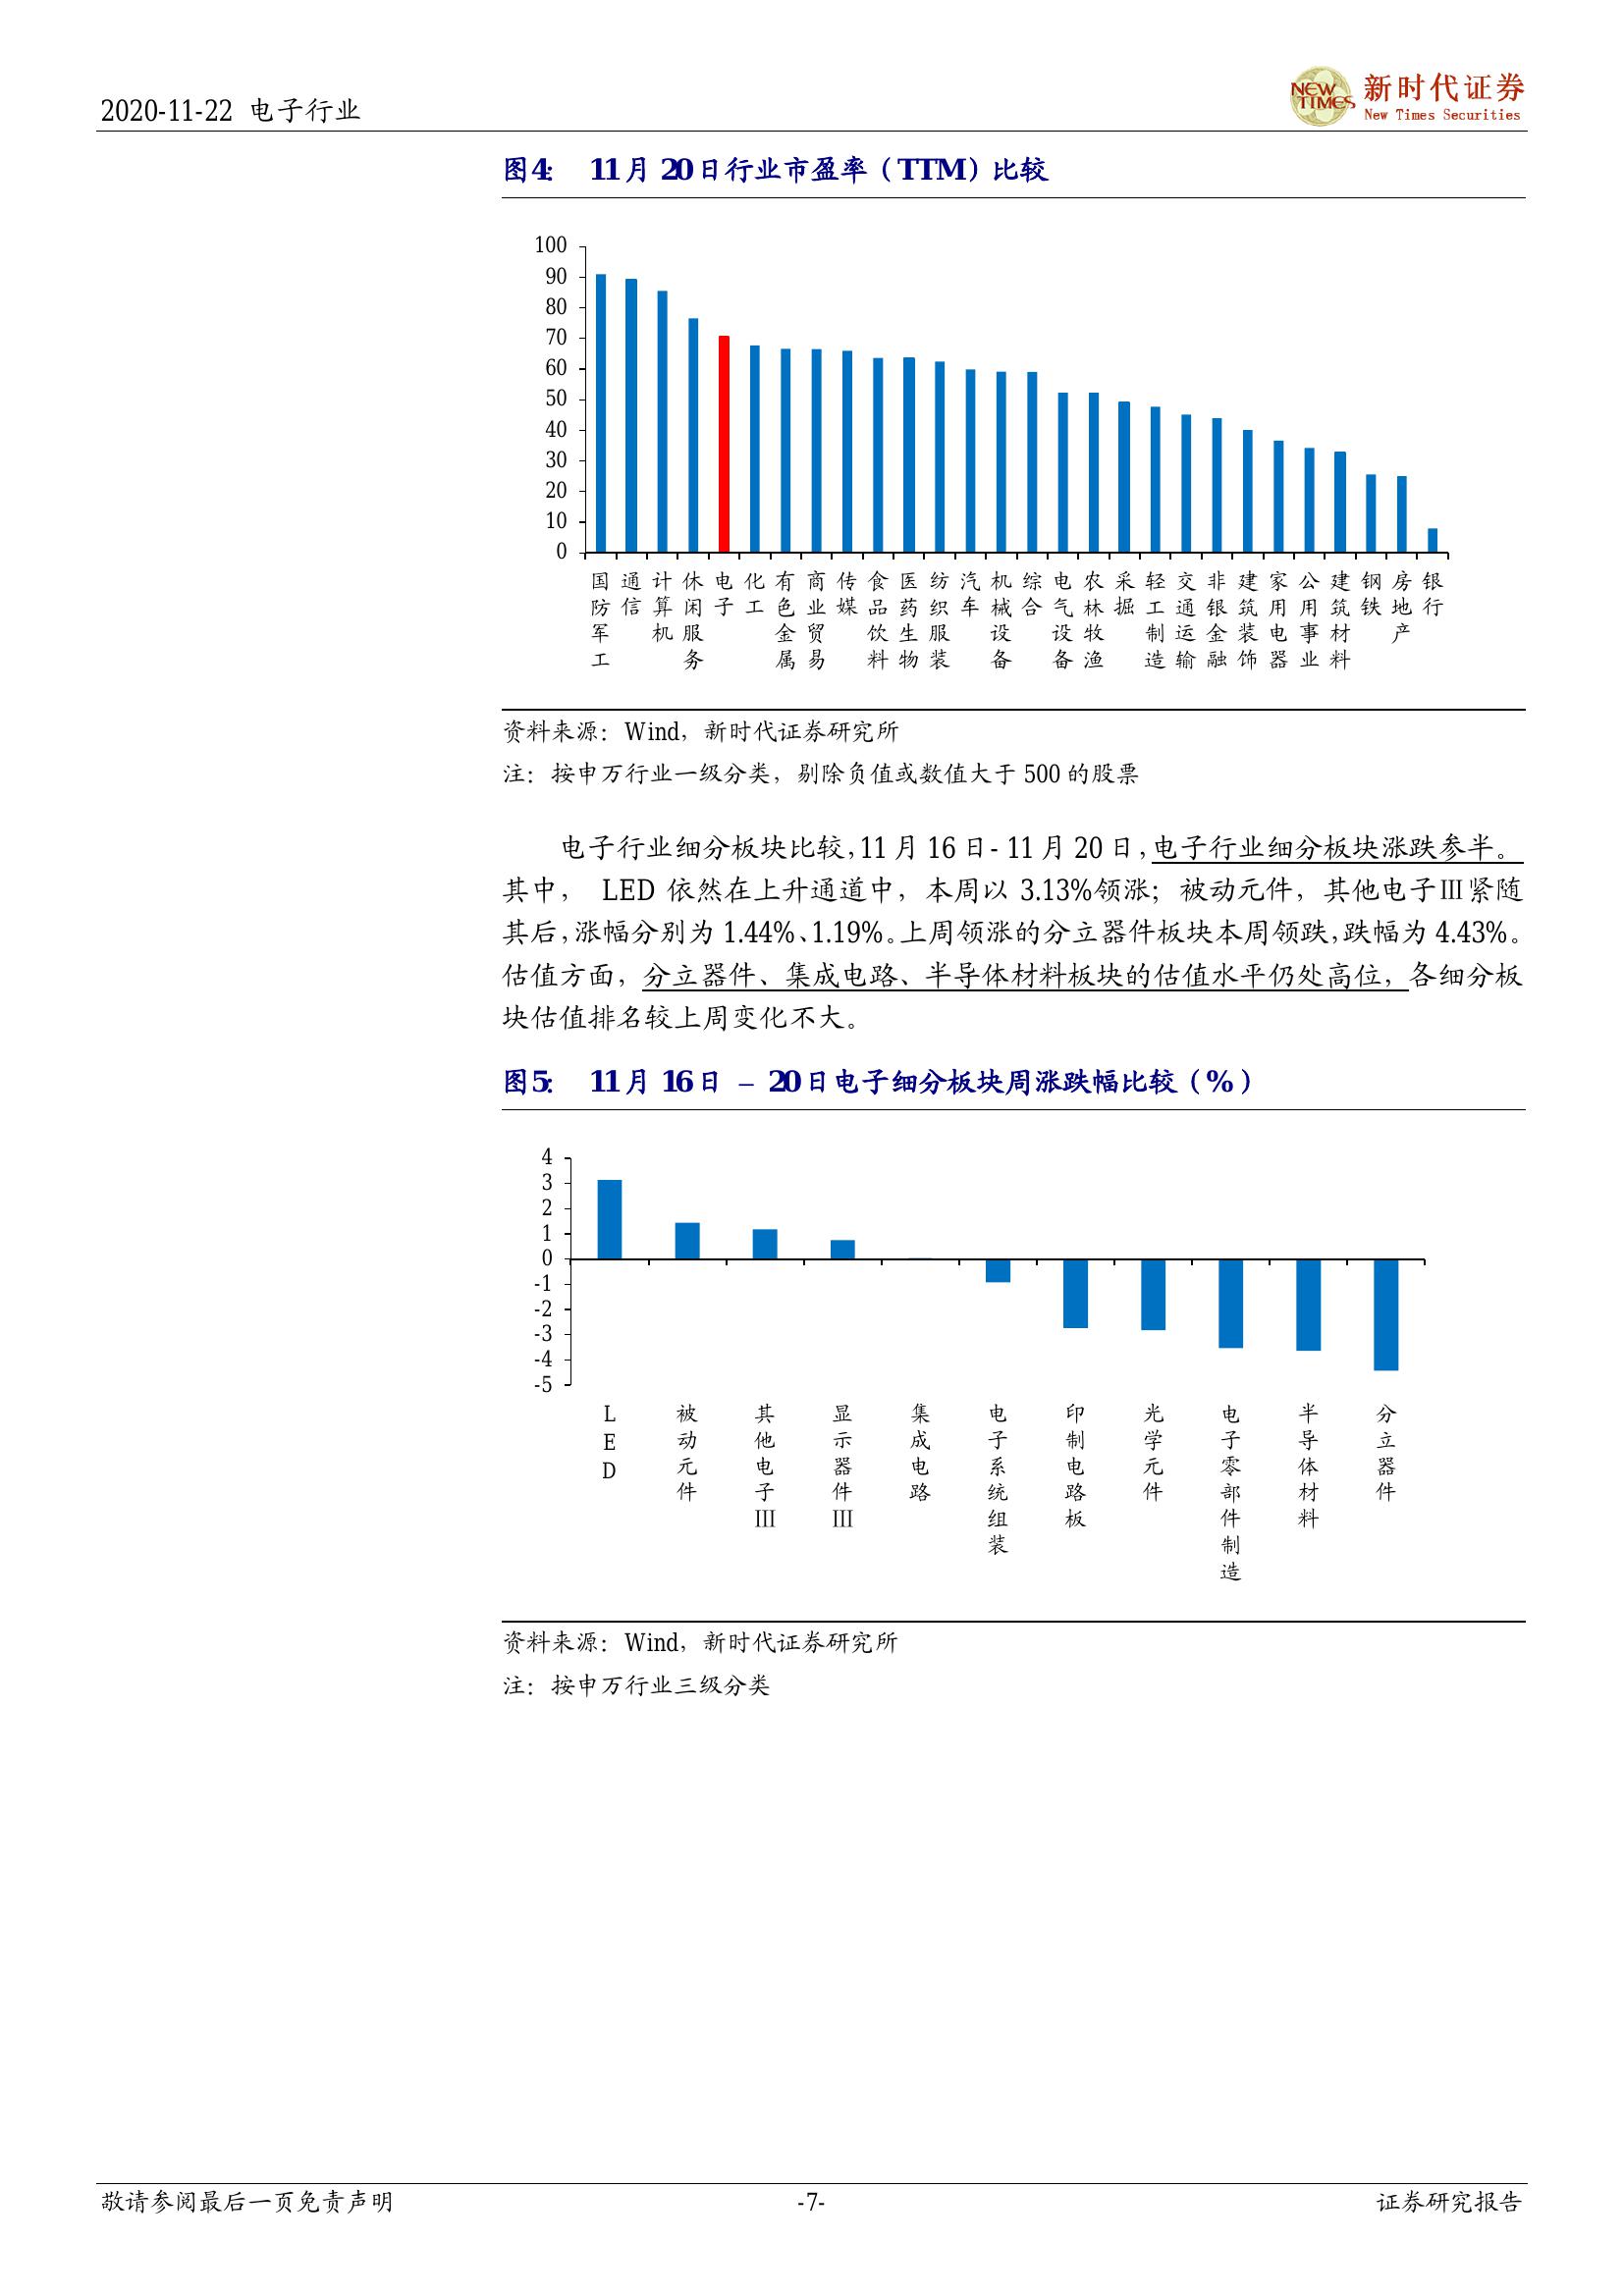 2020-11-22 电子行业
NEW TIMES 新时代证券
New Times Securities
图4: 11月 20日行业市盈率（TTM）比较
100
90
80
70
60
50
40
30
20
10
0
国防军工 通信 计算机 休闲服务 电子 化工 有色金属 商业贸易 传媒 食品饮料 医药生物 纺织服装 汽车 机械设备 综合 电气设备 农林牧渔 采掘 轻工制造 交通运输 非银金融 建筑装饰 家用电器 公用事业 建筑材料 钢铁 房地产 银行
资料来源：Wind，新时代证券研究所
注：按申万行业一级分类，剔除负值或数值大于 500 的股票
电子行业细分板块比较，11 月 16 日- 11 月 20 日，电子行业细分板块涨跌参半。
其中， LED 依然在上升通道中，本周以 3.13%领涨；被动元件，其他电子Ⅲ紧随
其后，涨幅分别为 1.44%、1.19%。上周领涨的分立器件板块本周领跌，跌幅为 4.43%。
估值方面，分立器件、集成电路、半导体材料板块的估值水平仍处高位，各细分板
块估值排名较上周变化不大。
图5: 11月 16日 – 20日电子细分板块周涨跌幅比较（%）
4
3
2
1
0
-1
-2
-3
-4
-5
LED 被动元件 其他电子Ⅲ 显示器件Ⅲ 集成电路 电子系统组装 印制电路板 光学元件 电子零部件制造 半导体材料 分立器件
资料来源：Wind，新时代证券研究所
注：按申万行业三级分类
敬请参阅最后一页免责声明 -7- 证券研究报告